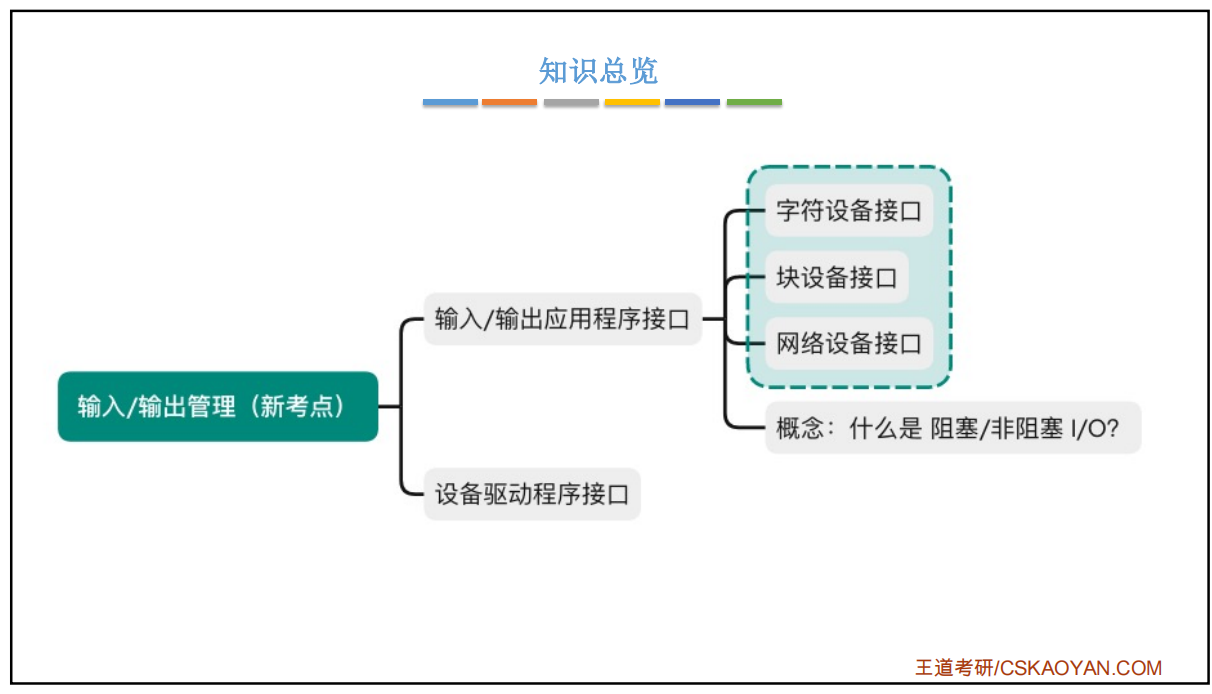 知识总览
字符设备接口
块设备接口
输入/输出应用程序接口
网络设备接口
输入/输出管理（新考点）
概念：什么是 阻塞/非阻塞 I/O?
设备驱动程序接口
王道考研/CSKAOYAN.COM